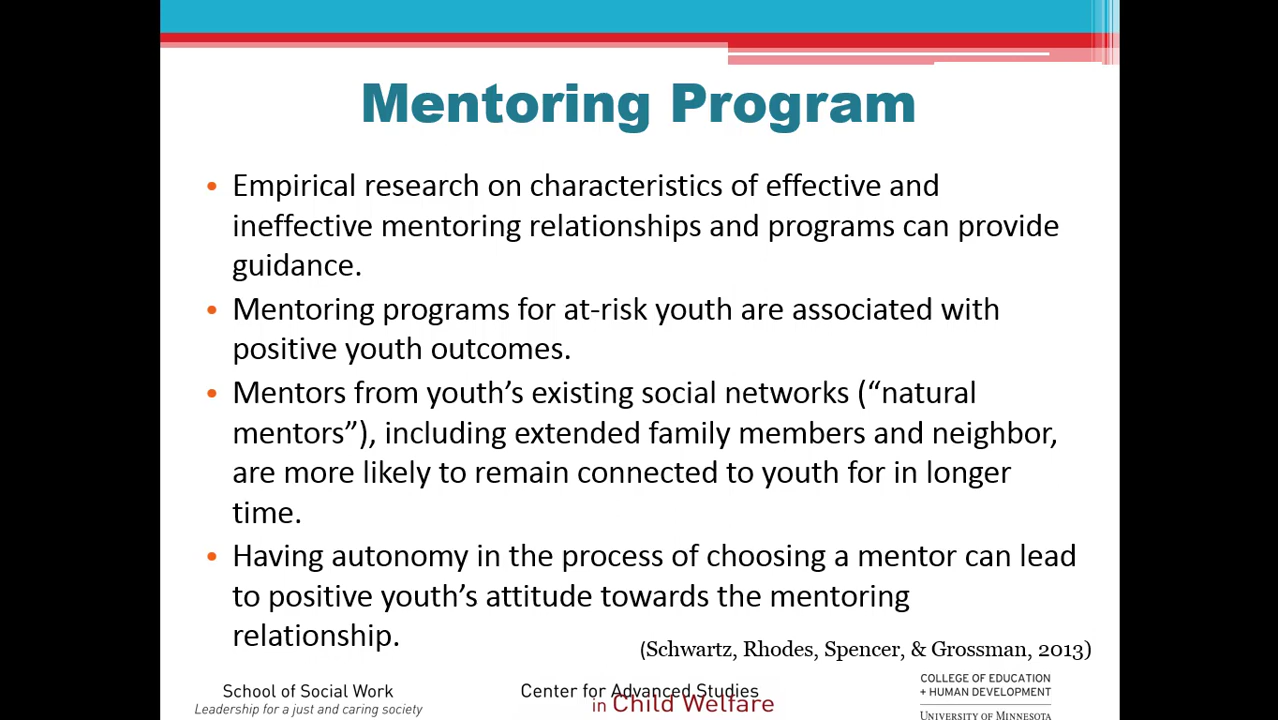 Mentoring Program
• Empirical research on characteristics of effective and
ineffective mentoring relationships and programs can provide
guidance.
• Mentoring programs for at-risk youth are associated with
positive youth outcomes.
• Mentors from youth’s existing social networks (“natural
mentors”), including extended family members and neighbor,
are more likely to remain connected to youth for in longer
time.
• Having autonomy in the process of choosing a mentor can lead
to positive youth’s attitude towards the mentoring
relationship.
(Schwartz, Rhodes, Spencer, & Grossman, 2013)
School of Social Work
Leadership for a just and caring society
Center for Advanced Studies
in Child Welfare
COLLEGE OF EDUCATION
+ HUMAN DEVELOPMENT
UNIVERSITY OF MINNESOTA